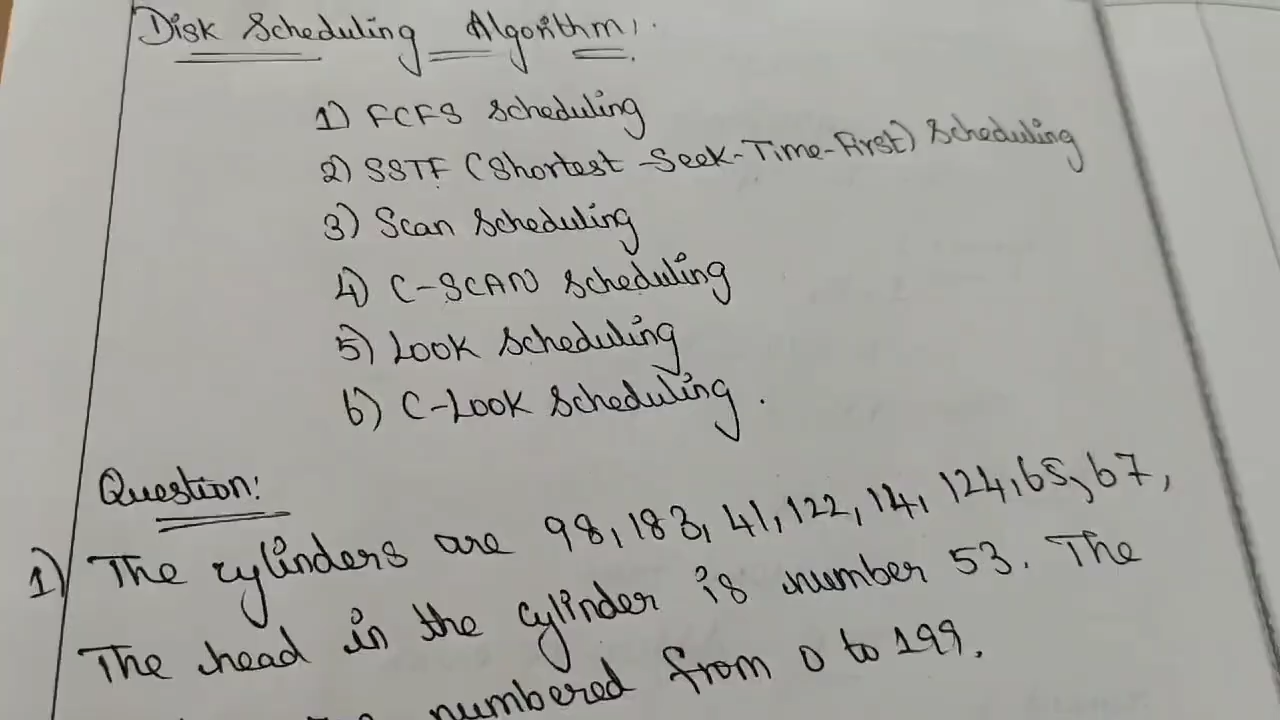 Disk Scheduling Algorithm:
1) FCFS Scheduling
2) SSTF (Shortest-Seek-Time-First) Scheduling
3) Scan Scheduling
4) C-SCAN Scheduling
5) Look Scheduling
6) C-Look Scheduling.
Question:
1) The cylinders are 98, 183, 41, 122, 14, 124, 65, 67,
The head in the cylinder is number 53. The
numbered from 0 to 199.